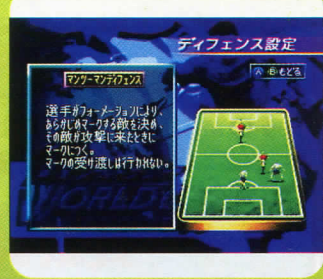 ディフェンス設定
A・Bもどる
マンツーマンディフェンス
選手がフォーメーションにより、
あらかじめマークする敵を決め、
その敵が攻撃に来たときに
マークにつく。
マークの受け渡しは行われない。